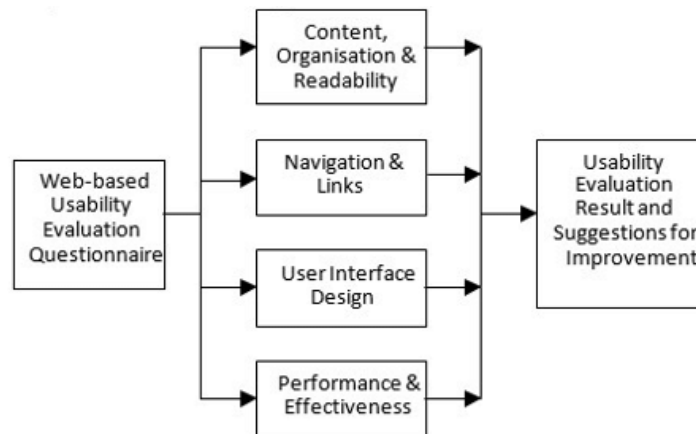 Content,
Organisation &
Readability
Navigation &
Links
Web-based
Usability
Evaluation
Questionnaire
Usability
Evaluation
Result and
Suggestions for
Improvement
User Interface
Design
Performance &
Effectiveness